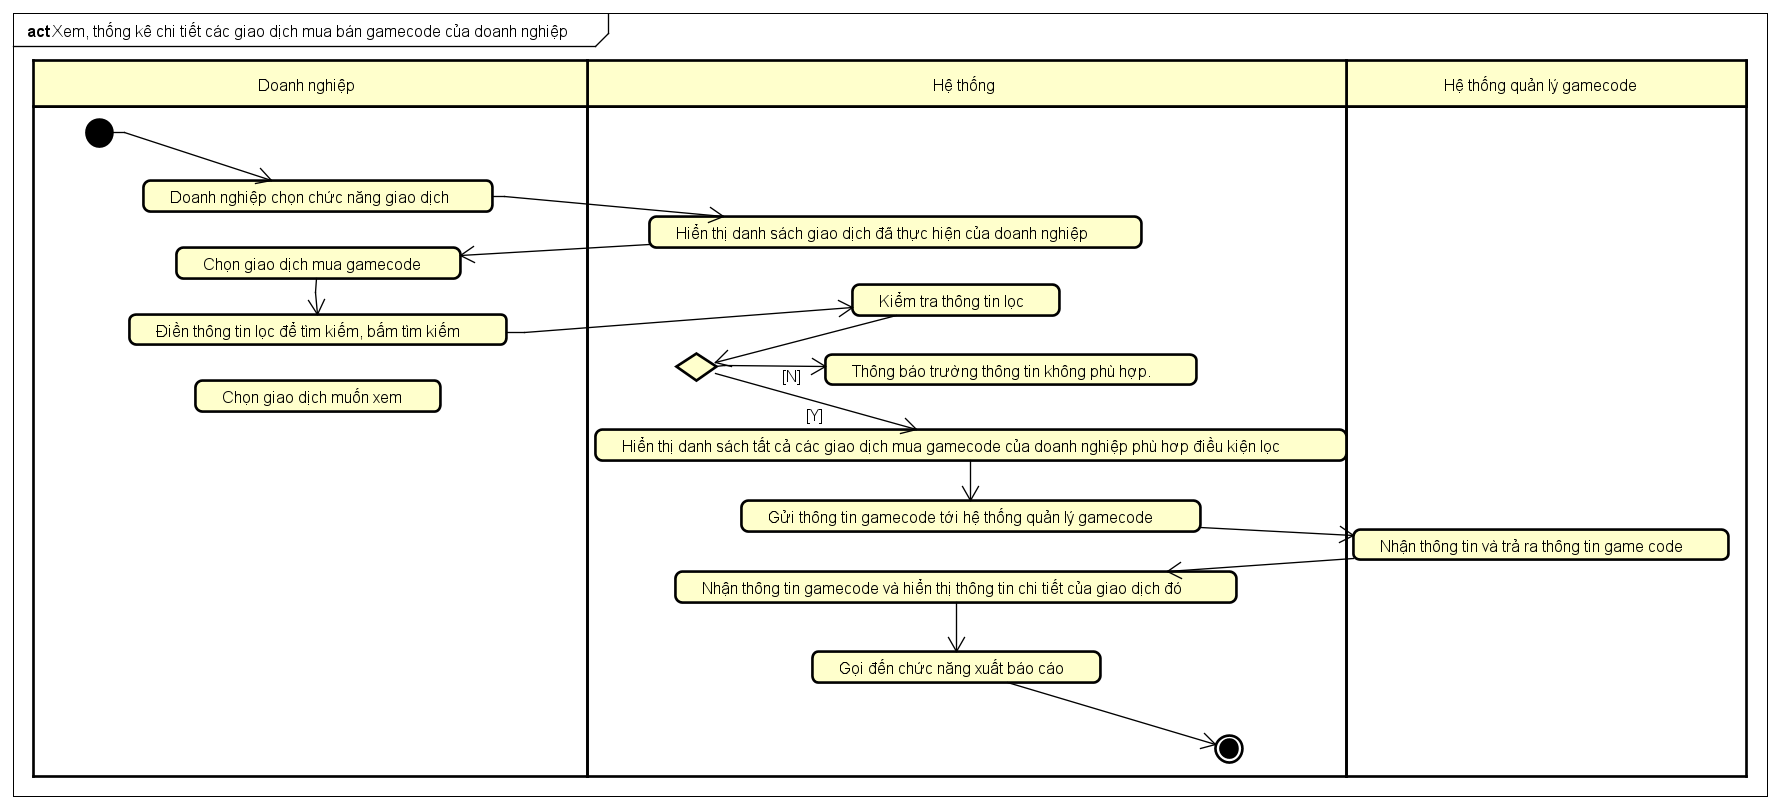 act Xem, thống kê chi tiết các giao dịch mua bán gamecode của doanh nghiệp
Doanh nghiệp
Hệ thống
Hệ thống quản lý gamecode
Doanh nghiệp chọn chức năng giao dịch
Hiển thị danh sách giao dịch đã thực hiện của doanh nghiệp
Chọn giao dịch mua gamecode
Kiểm tra thông tin lọc
Điền thông tin lọc để tìm kiếm, bấm tìm kiếm
Thông báo trường thông tin không phù hợp.
[N]
Chọn giao dịch muốn xem
[Y]
Hiển thị danh sách tất cả các giao dịch mua gamecode của doanh nghiệp phù hơp điều kiện lọc
Gửi thông tin gamecode tới hệ thống quản lý gamecode
Nhận thông tin và trả ra thông tin game code
Nhận thông tin gamecode và hiển thị thông tin chi tiết của giao dịch đó
Gọi đến chức năng xuất báo cáo